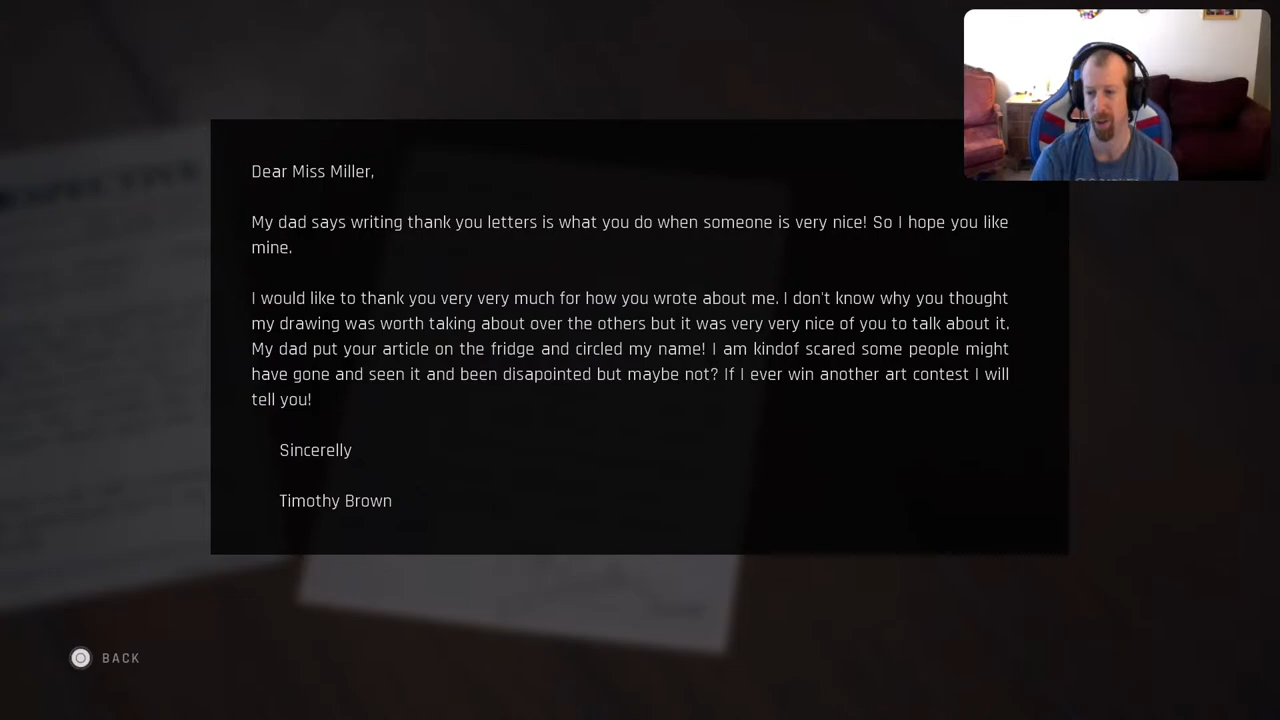 Dear Miss Miller,
My dad says writing thank you letters is what you do when someone is very nice! So I hope you like
mine.
I would like to thank you very very much for how you wrote about me. I don't know why you thought
my drawing was worth taking about over the others but it was very very nice of you to talk about it.
My dad put your article on the fridge and circled my name! I am kindof scared some people might
have gone and seen it and been disapointed but maybe not? If I ever win another art contest I will
tell you!
Sincerelly
Timothy Brown
BACK